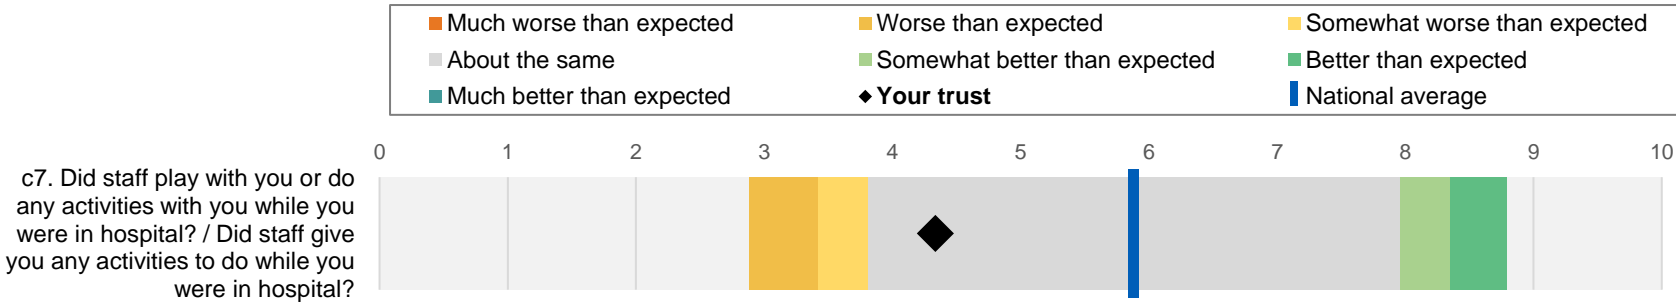 Much worse than expected
Worse than expected
Somewhat worse than expected
About the same
Somewhat better than expected
Better than expected
Much better than expected
Your trust
National average
0 1 2 3 4 5 6 7 8 9 10
c7. Did staff play with you or do
any activities with you while you
were in hospital? / Did staff give
you any activities to do while you
were in hospital?